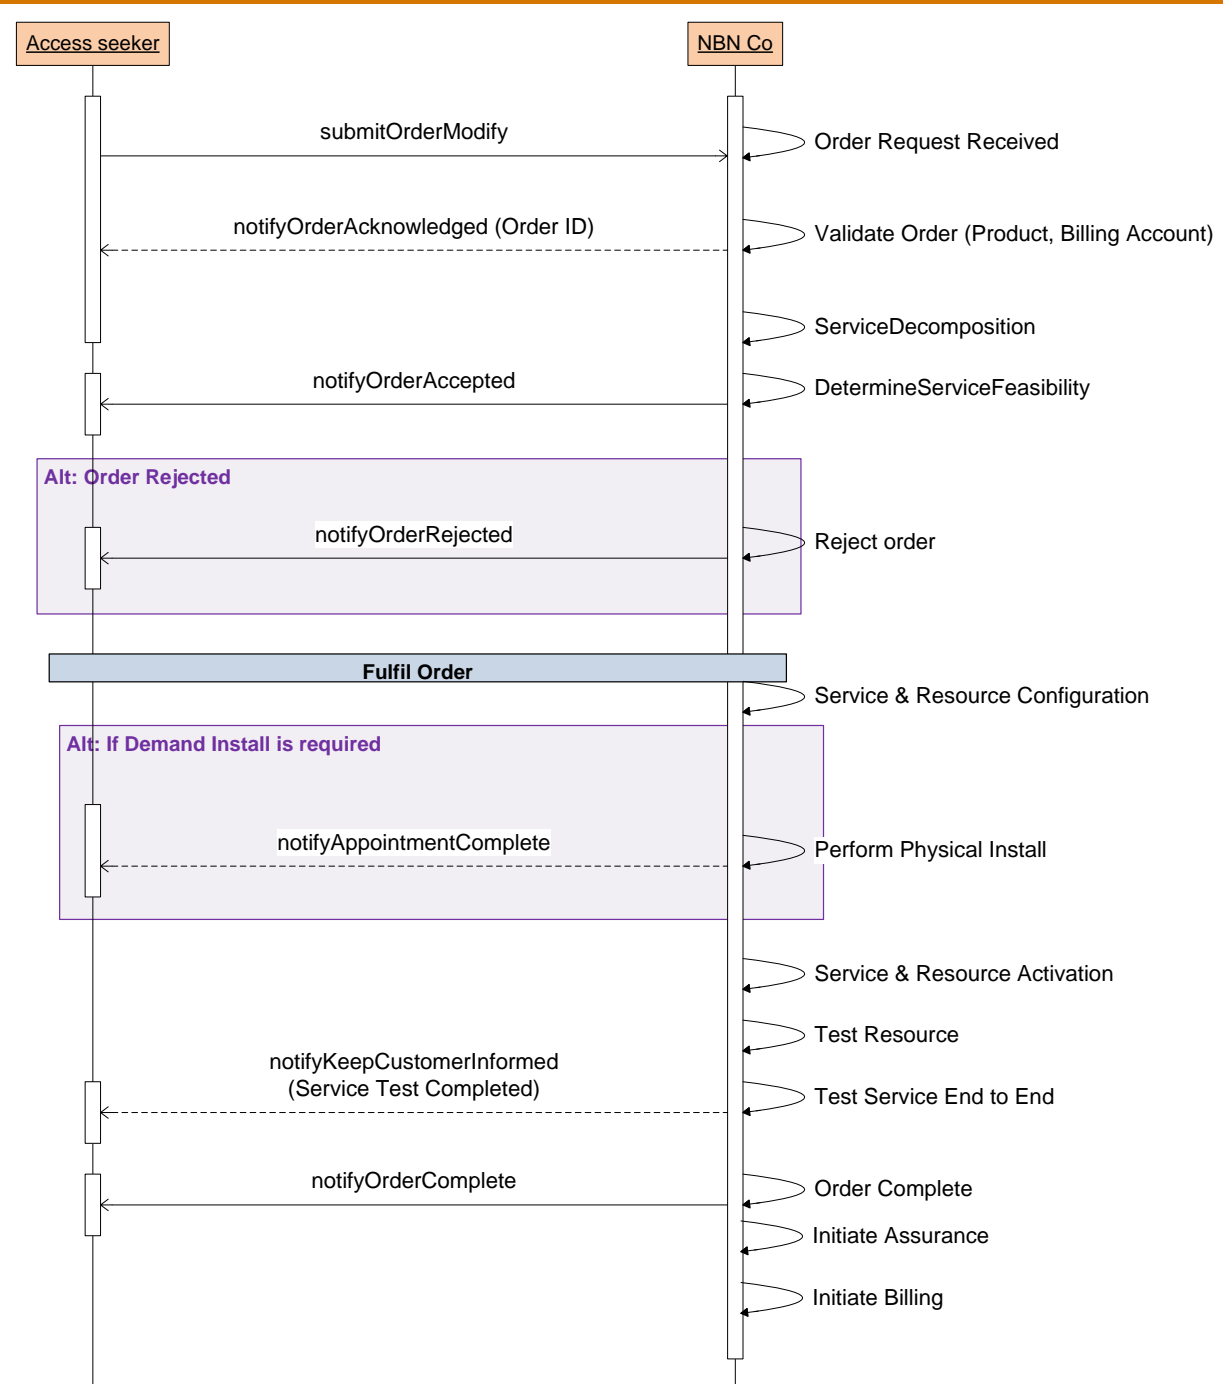 Access seeker
NBN Co
submitOrderModify
Order Request Received
notifyOrderAcknowledged (Order ID)
Validate Order (Product, Billing Account)
ServiceDecomposition
notifyOrderAccepted
DetermineServiceFeasibility
Alt: Order Rejected
notifyOrderRejected
Reject order
Fulfil Order
Service & Resource Configuration
Alt: If Demand Install is required
notifyAppointmentComplete
Perform Physical Install
Service & Resource Activation
Test Resource
notifyKeepCustomerInformed
(Service Test Completed)
Test Service End to End
notifyOrderComplete
Order Complete
Initiate Assurance
Initiate Billing